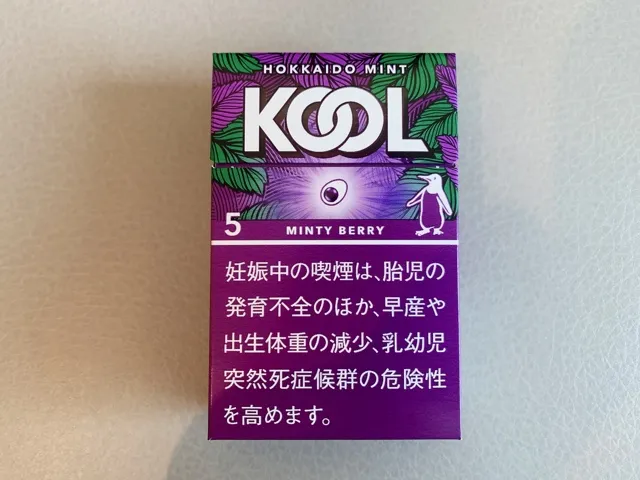 HOKKAIDO MINT
KOOL
5
MINTY BERRY
妊娠中の喫煙は、胎児の
発育不全のほか、早産や
出生体重の減少、乳幼児
突然死症候群の危険性
を高めます。